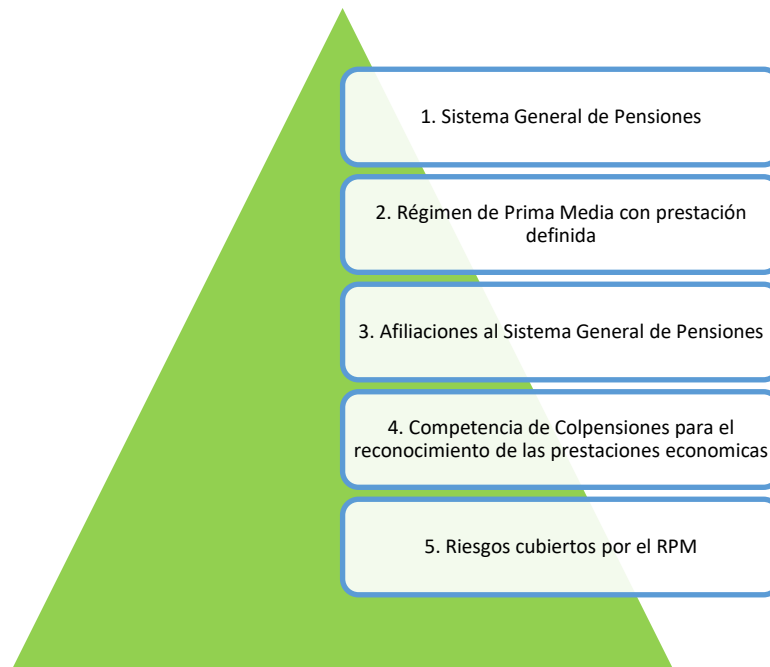 1. Sistema General de Pensiones
2. Régimen de Prima Media con prestación
definida
3. Afiliaciones al Sistema General de Pensiones
4. Competencia de Colpensiones para el
reconocimiento de las prestaciones economicas
5. Riesgos cubiertos por el RPM